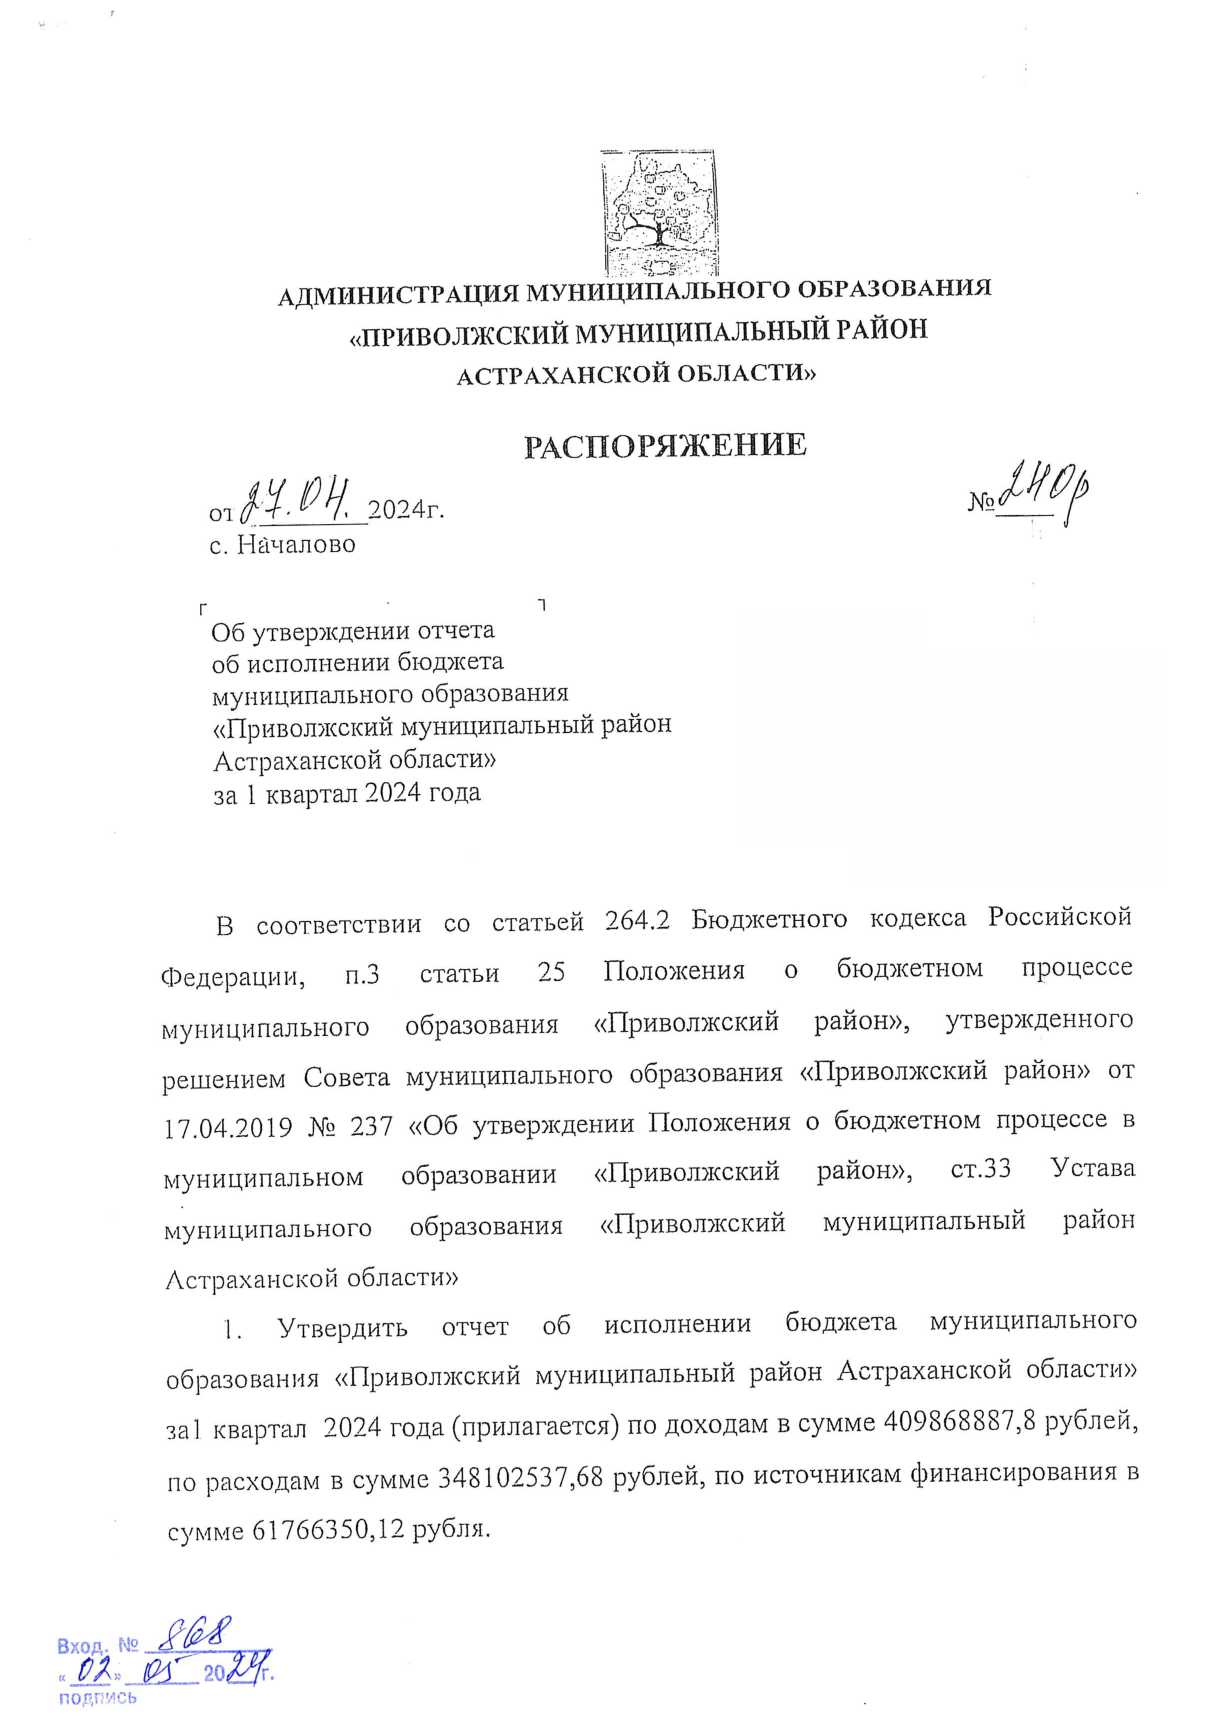 АДМИНИСТРАЦИЯ МУНИЦИПАЛЬНОГО ОБРАЗОВАНИЯ
«ПРИВОЛЖСКИЙ МУНИЦИПАЛЬНЫЙ РАЙОН
АСТРАХАНСКОЙ ОБЛАСТИ»
РАСПОРЯЖЕНИЕ
от 27.04. 2024г. № 240р
с. Началово
Об утверждении отчета
об исполнении бюджета
муниципального образования
«Приволжский муниципальный район
Астраханской области»
за 1 квартал 2024 года
В соответствии со статьей 264.2 Бюджетного кодекса Российской
Федерации, п.3 статьи 25 Положения о бюджетном процессе
муниципального образования «Приволжский район», утвержденного
решением Совета муниципального образования «Приволжский район» от
17.04.2019 № 237 «Об утверждении Положения о бюджетном процессе в
муниципальном образовании «Приволжский район», ст.33 Устава
муниципального образования «Приволжский муниципальный район
Астраханской области»
1. Утвердить отчет об исполнении бюджета муниципального
образования «Приволжский муниципальный район Астраханской области»
за1 квартал 2024 года (прилагается) по доходам в сумме 409868887,8 рублей,
по расходам в сумме 348102537,68 рублей, по источникам финансирования в
сумме 61766350,12 рубля.
Вход. № 868
«02» 05 2024г.
подпись